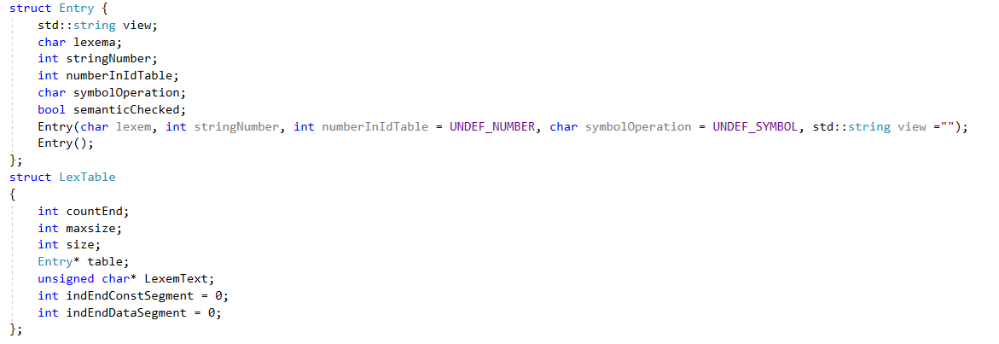 struct Entry {
    std::string view;
    char lexema;
    int stringNumber;
    int numberInIdTable;
    char symbolOperation;
    bool semanticChecked;
    Entry(char lexem, int stringNumber, int numberInIdTable = UNDEF_NUMBER, char symbolOperation = UNDEF_SYMBOL, std::string view ="");
    Entry();
};
struct LexTable
{
    int countEnd;
    int maxsize;
    int size;
    Entry* table;
    unsigned char* LexemText;
    int indEndConstSegment = 0;
    int indEndDataSegment = 0;
};